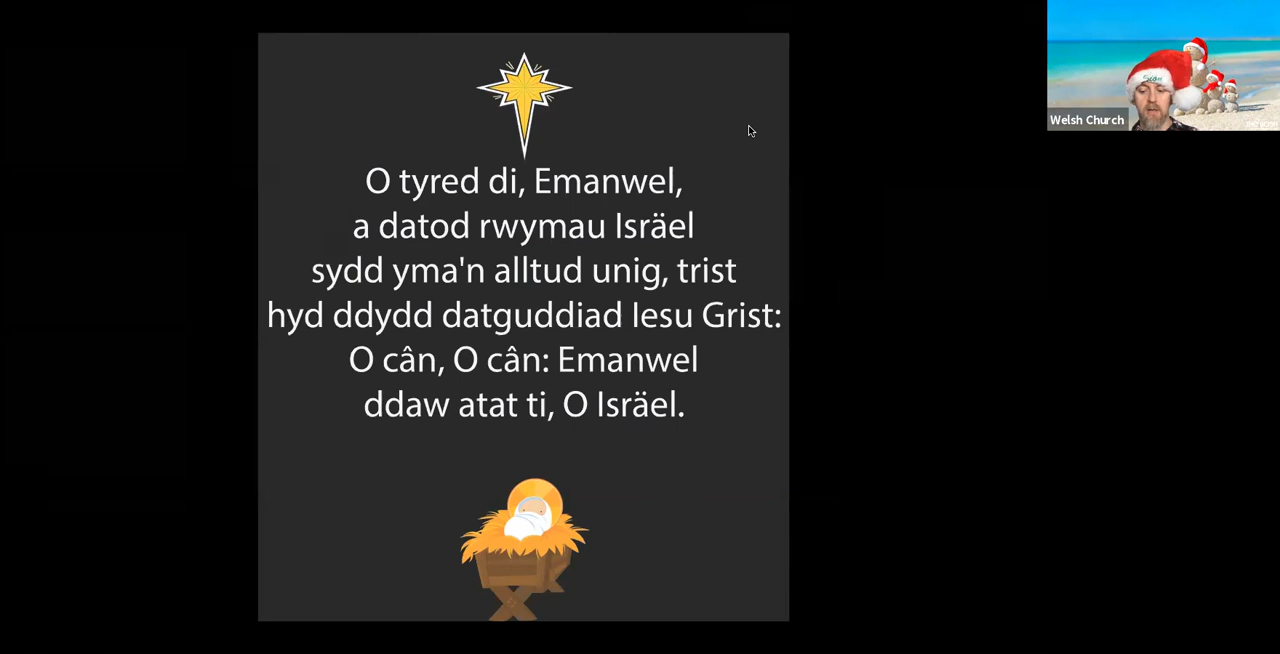 O tyred di, Emanwel,
a datod rwymau Isräel
sydd yma'n alltud unig, trist
hyd ddydd datguddiad Iesu Grist:
O cân, O cân: Emanwel
ddaw atat ti, O Isräel.
Welsh Church